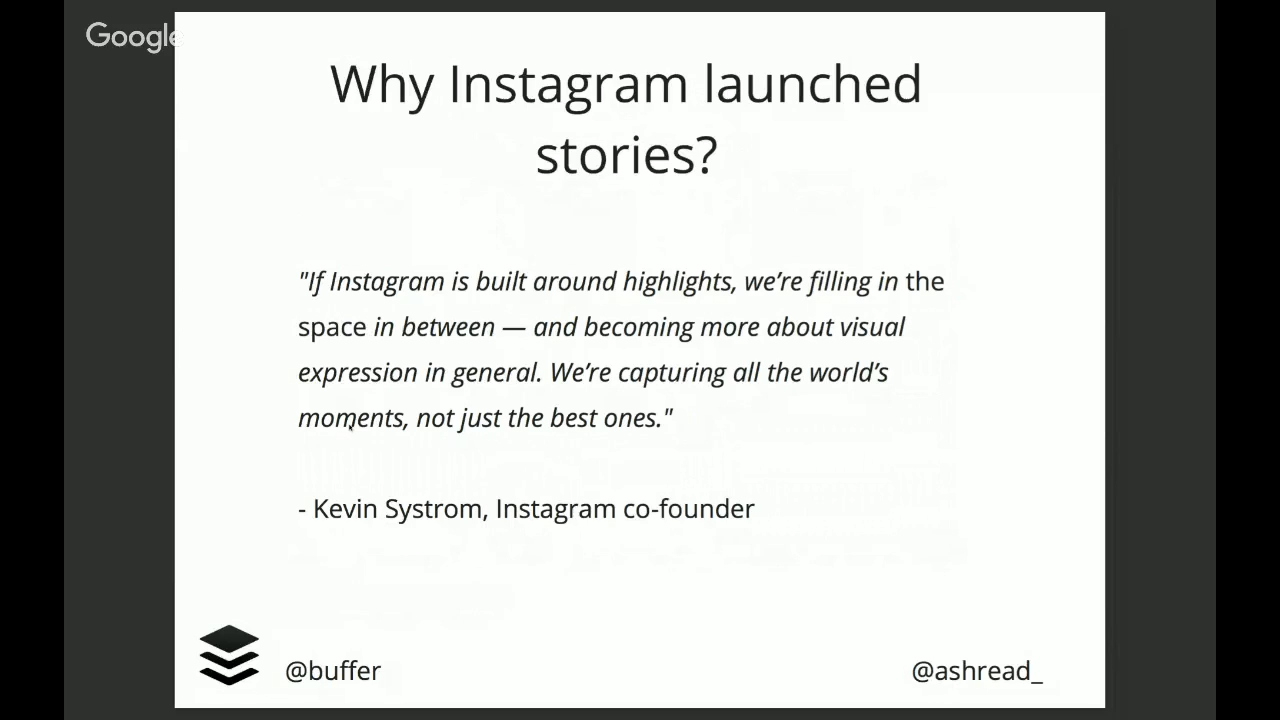 Google
Why Instagram launched
stories?
"If Instagram is built around highlights, we’re filling in the
space in between — and becoming more about visual
expression in general. We’re capturing all the world’s
moments, not just the best ones."
- Kevin Systrom, Instagram co-founder
@buffer
@ashread_